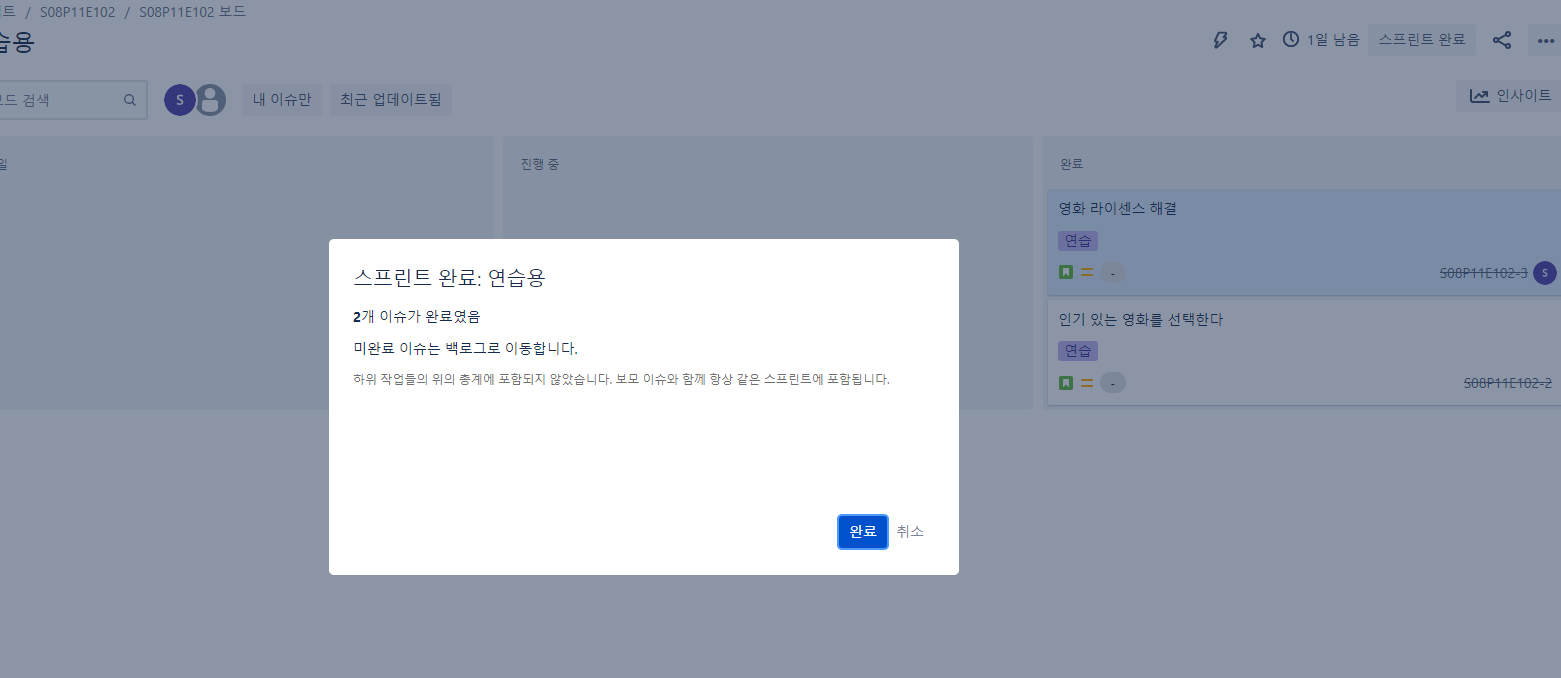 트 / S08P11E102 / S08P11E102 보드
습용
1일 남음 스프린트 완료
드 검색 S 내 이슈만 최근 업데이트됨 인사이트
일 진행 중 완료
영화 라이센스 해결
연습
- S08P11E102-3 S
인기 있는 영화를 선택한다
연습
- S08P11E102-2
스프린트 완료: 연습용
2개 이슈가 완료였음
미완료 이슈는 백로그로 이동합니다.
하위 작업들의 위의 총계에 포함되지 않았습니다. 보모 이슈와 함께 항상 같은 스프린트에 포함됩니다.
완료 취소